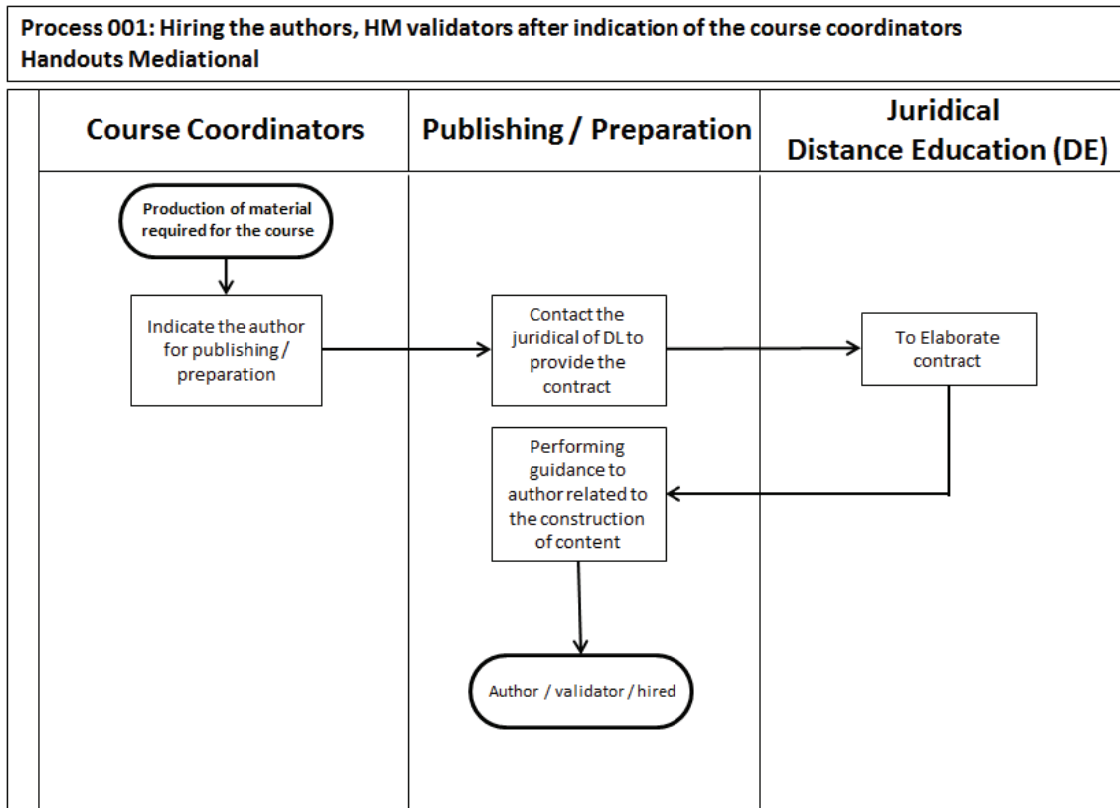 Process 001: Hiring the authors, HM validators after indication of the course coordinators
Handouts Mediational
Course Coordinators
Publishing / Preparation
Juridical
Distance Education (DE)
Production of material
required for the course
Indicate the author
for publishing /
preparation
Contact the
juridical of DL to
provide the
contract
To Elaborate
contract
Performing
guidance to
author related to
the construction
of content
Author / validator / hired